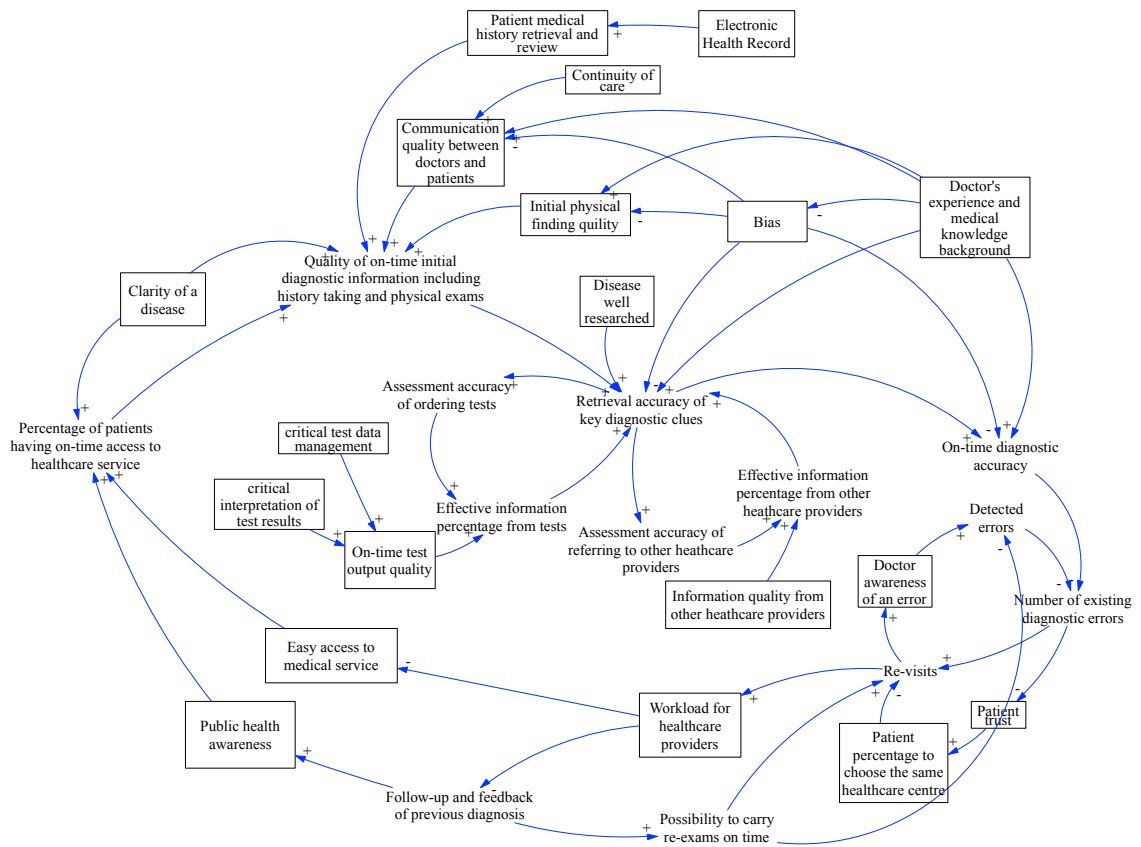 Patient medical
history retrieval and
review
Electronic
Health Record
+
Continuity of
care
+
Communication
quality between
doctors and
patients
+
-
Initial physical
finding quility
+
-
Bias
-
Doctor's
experience and
medical
knowledge
background
+
+
+
+
Quality of on-time initial
diagnostic information including
history taking and physical exams
+
Clarity of a
disease
Disease
well
researched
+
-
+
+
+
Retrieval accuracy of
key diagnostic clues
+
+
Assessment accuracy
of ordering tests
+
+
Percentage of patients
having on-time access to
healthcare service
+
+
critical test data
management
critical
interpretation of
test results
+
+
On-time test
output quality
+
Effective information
percentage from tests
+
Assessment accuracy of
referring to other heathcare
providers
+
Effective information
percentage from other
heathcare providers
+
+
Information quality from
other heathcare providers
-
+
+
On-time diagnostic
accuracy
Detected
errors
+
-
Doctor
awareness
of an error
+
-
-
Number of existing
diagnostic errors
Re-visits
+
+
-
-
Patient
trust
+
Patient
percentage to
choose the same
healthcare centre
Easy access to
medical service
-
Workload for
healthcare
providers
+
Public health
awareness
+
Follow-up and feedback
of previous diagnosis
-
Possibility to carry
re-exams on time
+